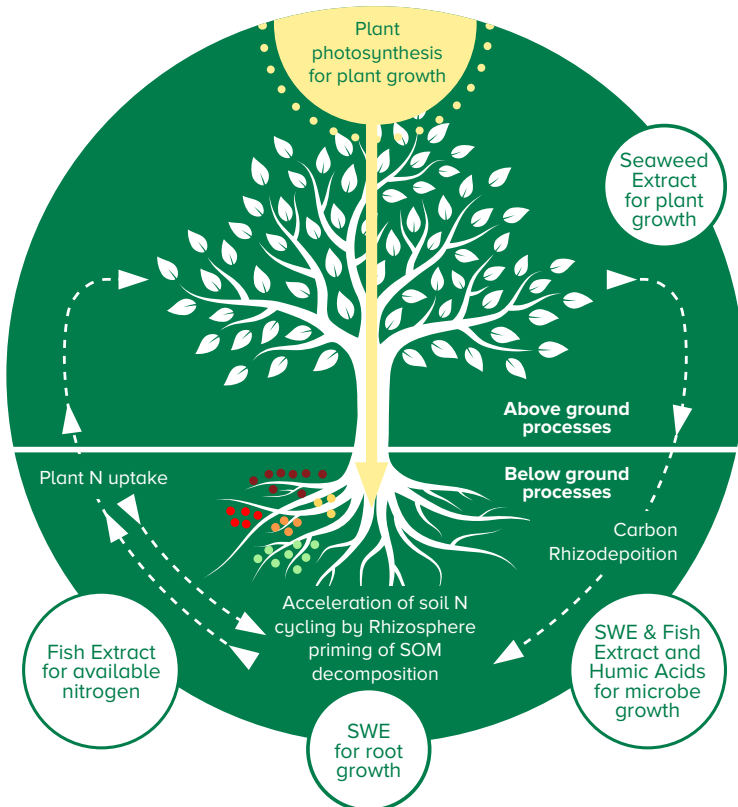 Plant
photosynthesis
for plant growth
Seaweed
Extract
for plant
growth
Above ground
processes
Below ground
processes
Plant N uptake
Carbon
Rhizodepoition
Acceleration of soil N
cycling by Rhizosphere
priming of SOM
decomposition
Fish Extract
for available
nitrogen
SWE & Fish
Extract and
Humic Acids
for microbe
growth
SWE
for root
growth